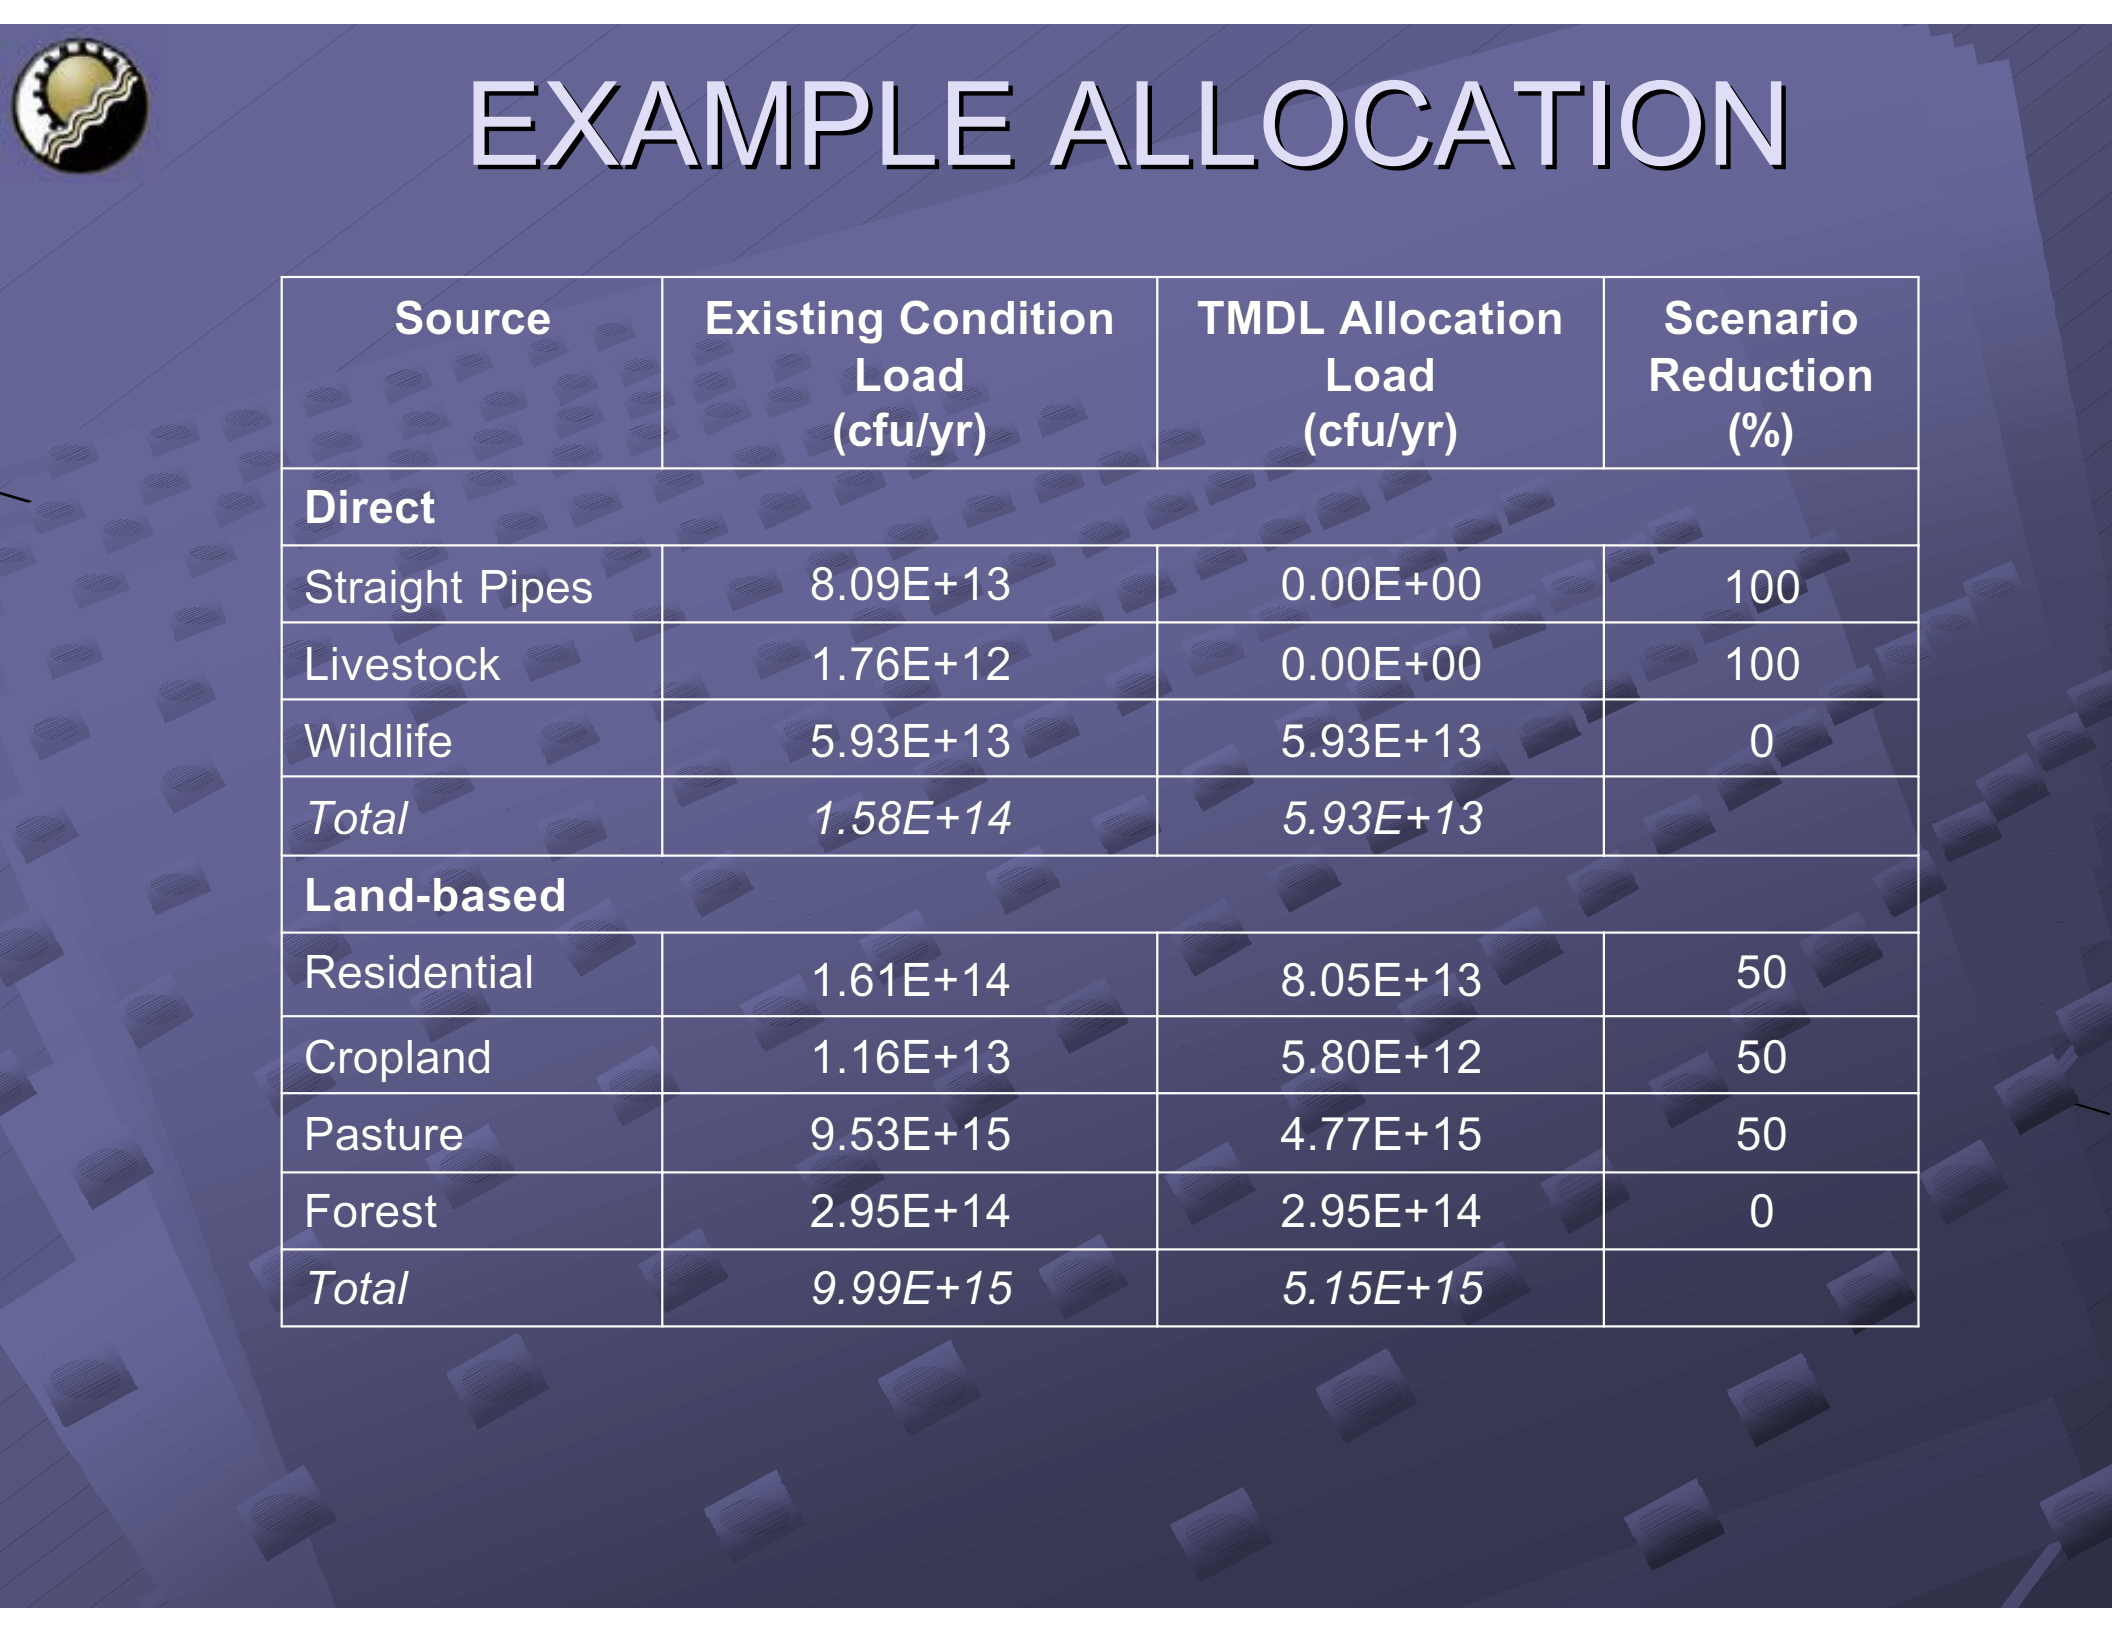 EXAMPLE ALLOCATION
Source Existing Condition Load (cfu/yr) TMDL Allocation Load (cfu/yr) Scenario Reduction (%)
Direct
Straight Pipes 8.09E+13 0.00E+00 100
Livestock 1.76E+12 0.00E+00 100
Wildlife 5.93E+13 5.93E+13 0
Total 1.58E+14 5.93E+13
Land-based
Residential 1.61E+14 8.05E+13 50
Cropland 1.16E+13 5.80E+12 50
Pasture 9.53E+15 4.77E+15 50
Forest 2.95E+14 2.95E+14 0
Total 9.99E+15 5.15E+15